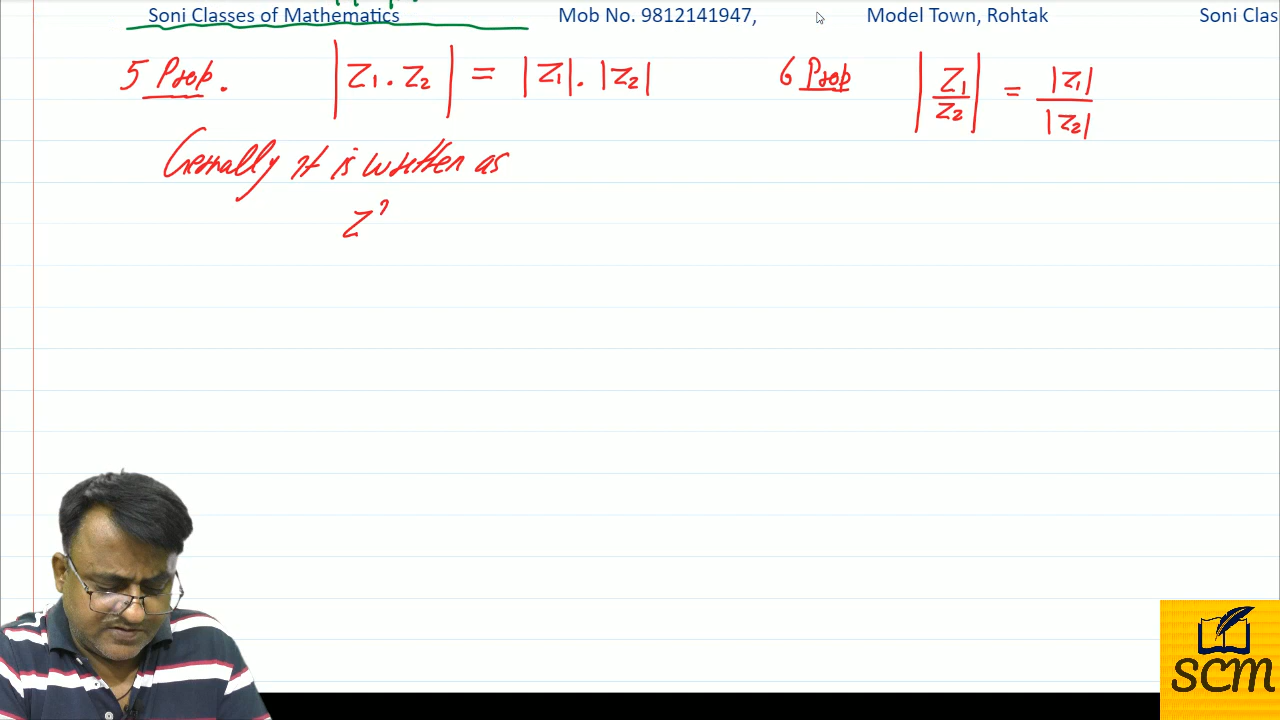 Soni Classes of Mathematics Mob No. 9812141947, Model Town, Rohtak Soni Clas
5 Prop. |Z₁ . Z₂| = |Z₁| . |Z₂|
6 Prop |Z₁/Z₂| = |Z₁|/|Z₂|
Genrally it is written as
Z
SCM